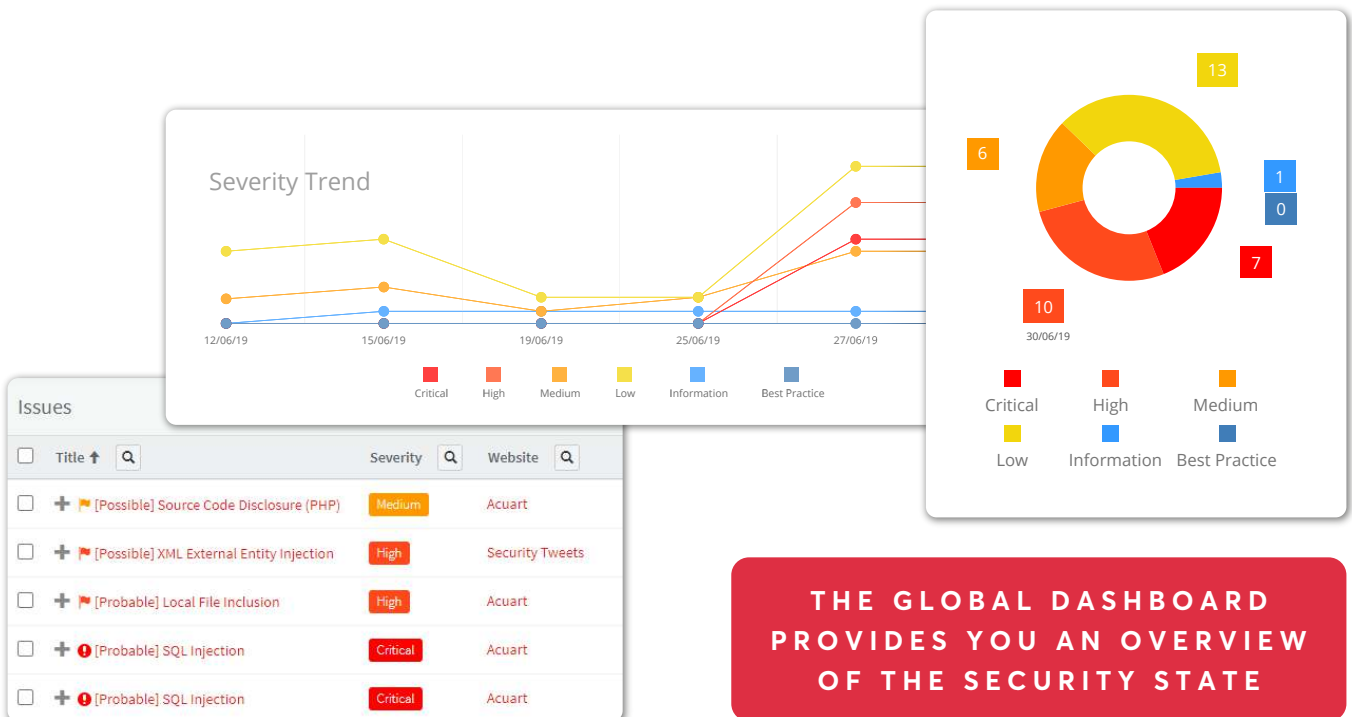 Severity Trend
12/06/19 15/06/19 19/06/19 25/06/19 27/06/19
Critical High Medium Low Information Best Practice
13
6
1
0
7
10
30/06/19
Critical High Medium
Low Information Best Practice
Issues
Title Severity Website
[Possible] Source Code Disclosure (PHP) Medium Acuart
[Possible] XML External Entity Injection High Security Tweets
[Probable] Local File Inclusion High Acuart
[Probable] SQL Injection Critical Acuart
[Probable] SQL Injection Critical Acuart
THE GLOBAL DASHBOARD
PROVIDES YOU AN OVERVIEW
OF THE SECURITY STATE